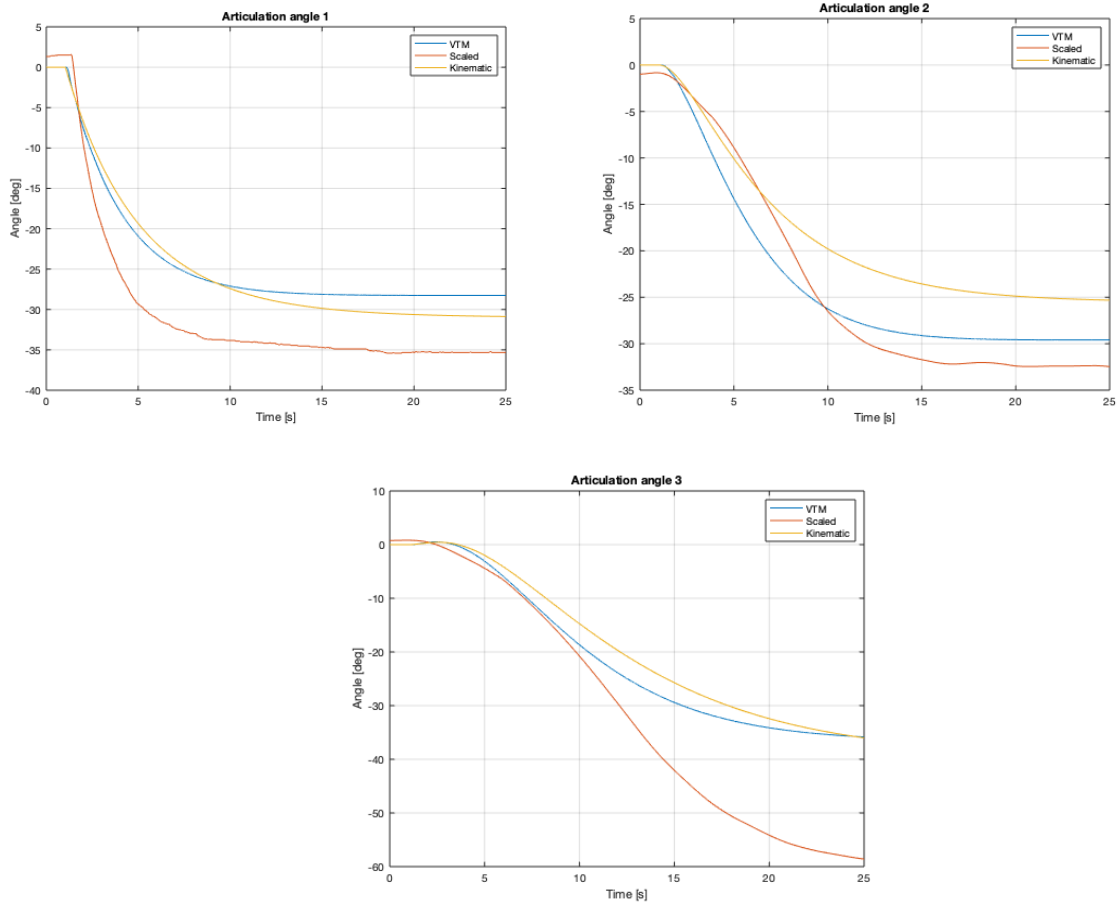 Articulation angle 1
5
0
-5
-10
-15
-20
-25
-30
-35
-40
Angle [deg]
VTM
Scaled
Kinematic
0
5
10
15
20
25
Time [s]
Articulation angle 2
5
0
-5
-10
-15
-20
-25
-30
-35
Angle [deg]
VTM
Scaled
Kinematic
0
5
10
15
20
25
Time [s]
Articulation angle 3
10
0
-10
-20
-30
-40
-50
-60
Angle [deg]
VTM
Scaled
Kinematic
0
5
10
15
20
25
Time [s]